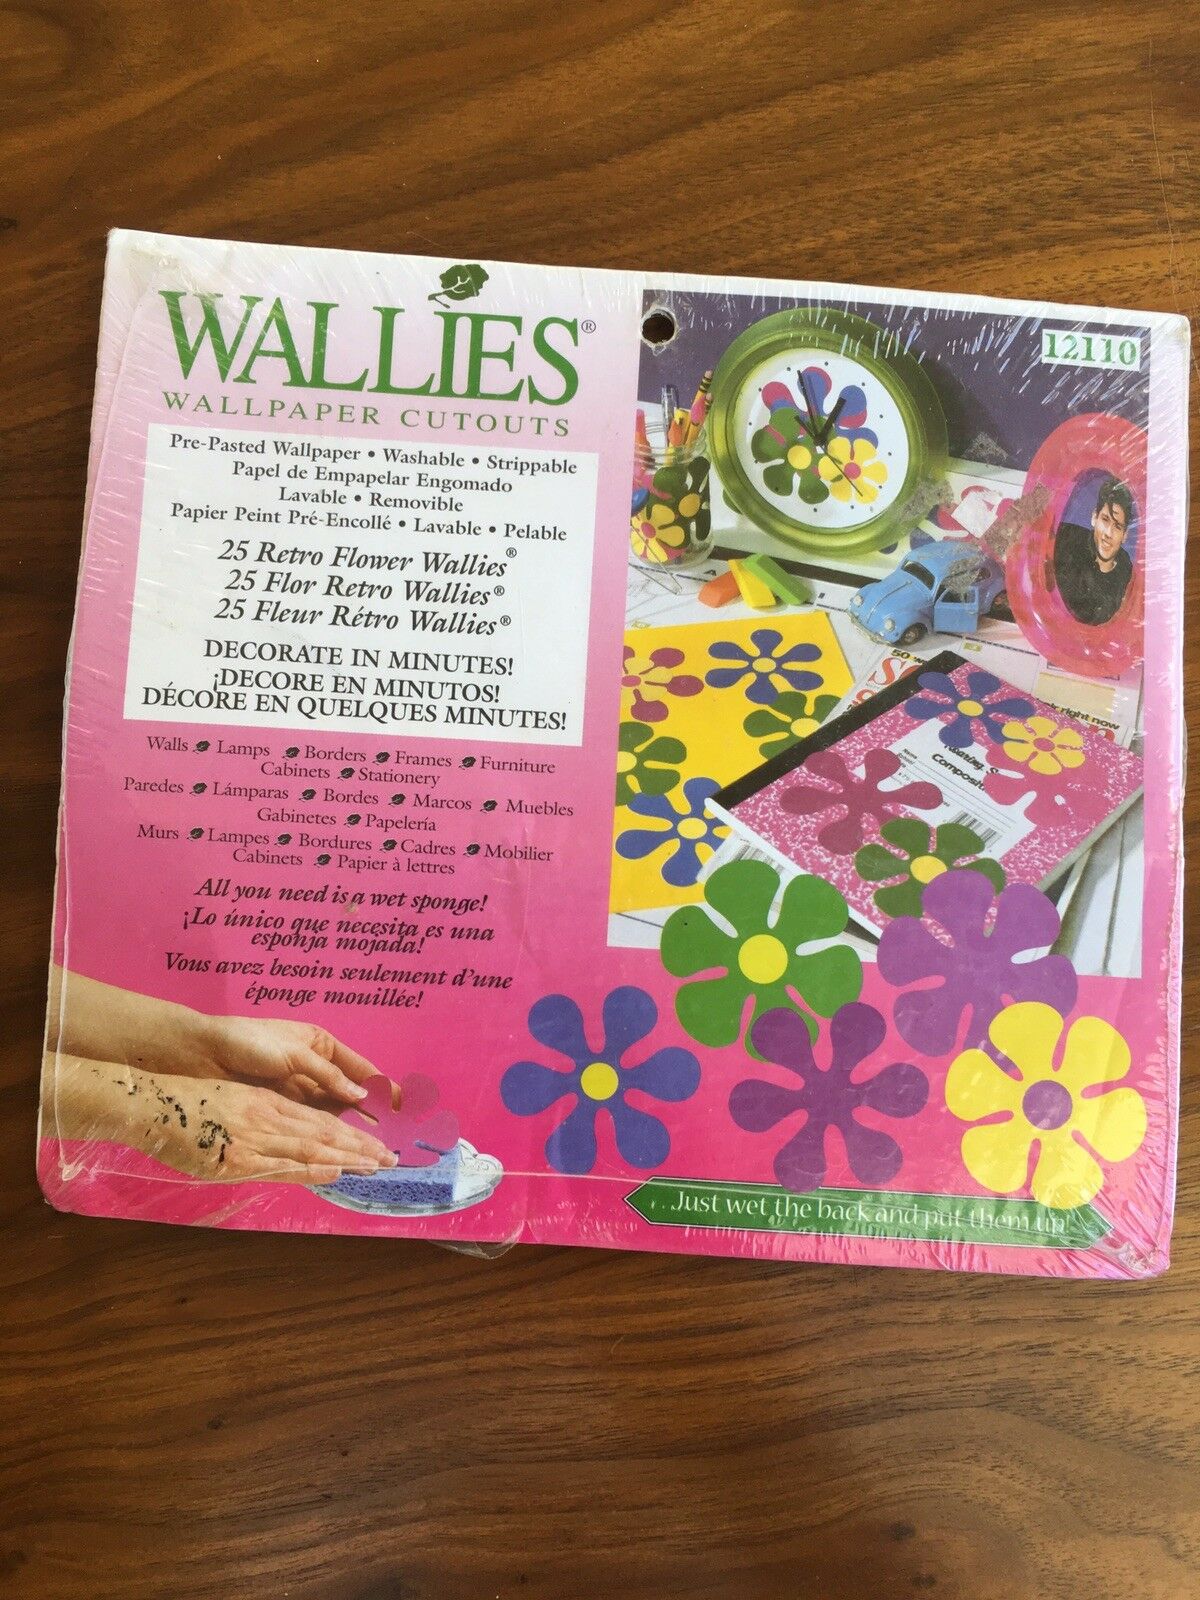 WALLIES®
WALLPAPER CUTOUTS
Pre-Pasted Wallpaper • Washable • Strippable
Papel de Empapelar Engomado
Lavable • Removible
Papier Peint Pré-Encollé • Lavable • Pelable
25 Retro Flower Wallies®
25 Flor Retro Wallies®
25 Fleur Rétro Wallies®
DECORATE IN MINUTES!
¡DECORE EN MINUTOS!
DÉCORE EN QUELQUES MINUTES!
Walls Lamps Borders Frames Furniture
Cabinets Stationery
Paredes Lámparas Bordes Marcos Muebles
Gabinetes Papelería
Murs Lampes Bordures Cadres Mobilier
Cabinets Papier à lettres
All you need is a wet sponge!
¡Lo único que necesita es una
esponja mojada!
Vous avez besoin seulement d'une
éponge mouillée!
12110
50
right now
Composit
...Just wet the back and put them up!